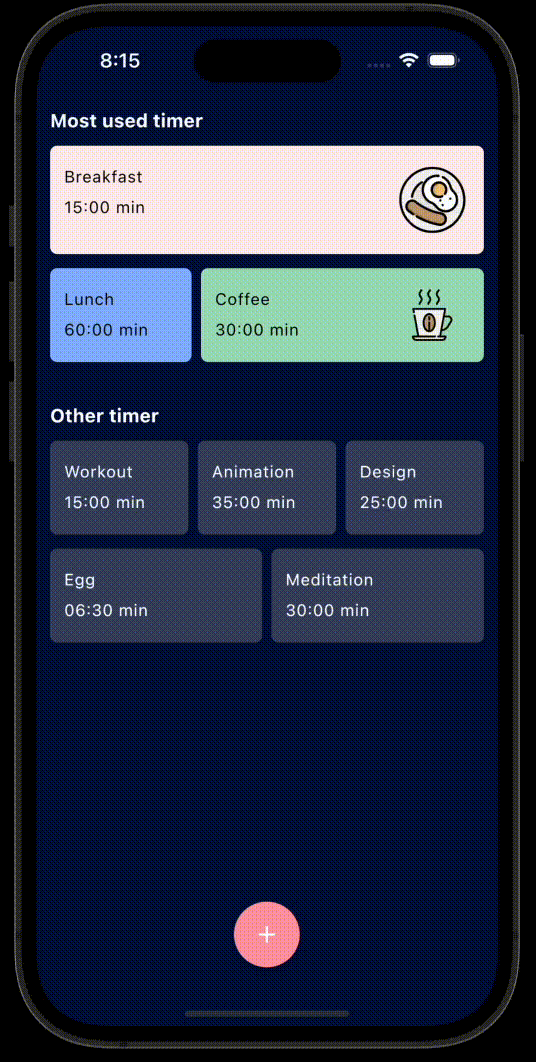 8:15
Most used timer
Breakfast
15:00 min
Lunch
60:00 min
Coffee
30:00 min
Other timer
Workout
15:00 min
Animation
35:00 min
Design
25:00 min
Egg
06:30 min
Meditation
30:00 min
+